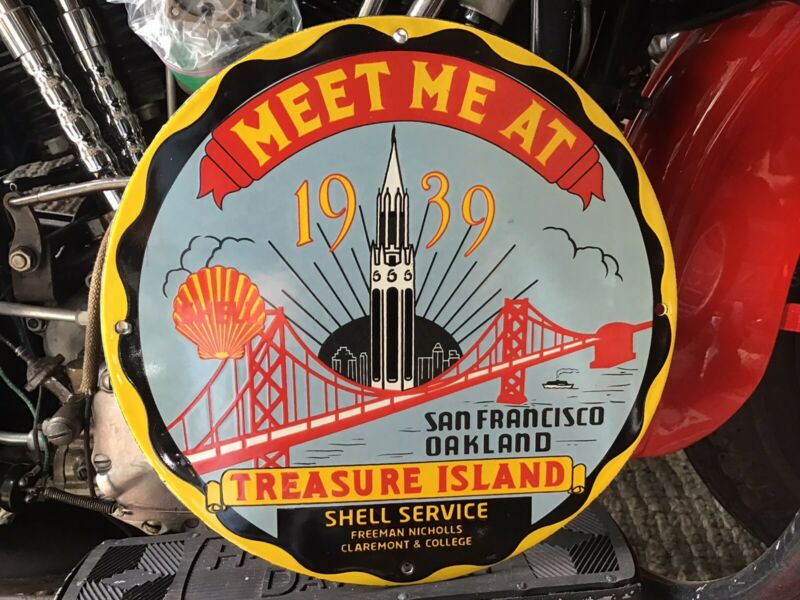 MEET ME AT
1939
SHELL
SAN FRANCISCO
OAKLAND
TREASURE ISLAND
SHELL SERVICE
FREEMAN NICHOLLS
CLAREMONT & COLLEGE